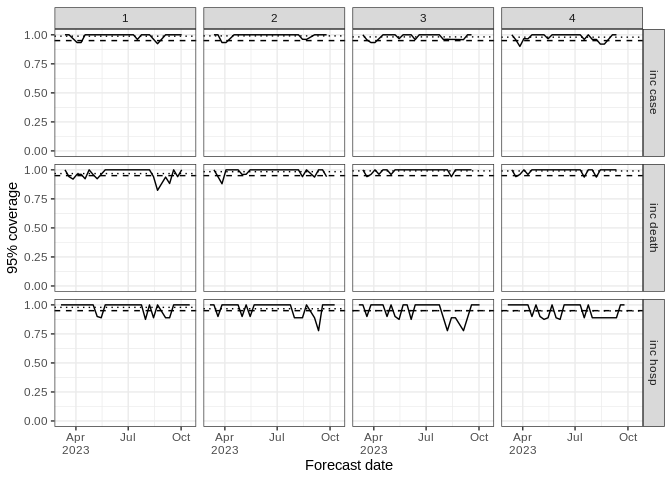 1 2 3 4
1.00
0.75
0.50
0.25
0.00
inc case
1.00
0.75
0.50
0.25
0.00
inc death
1.00
0.75
0.50
0.25
0.00
inc hosp
95% coverage
Apr Jul Oct Apr Jul Oct Apr Jul Oct Apr Jul Oct
2023 2023 2023 2023
Forecast date